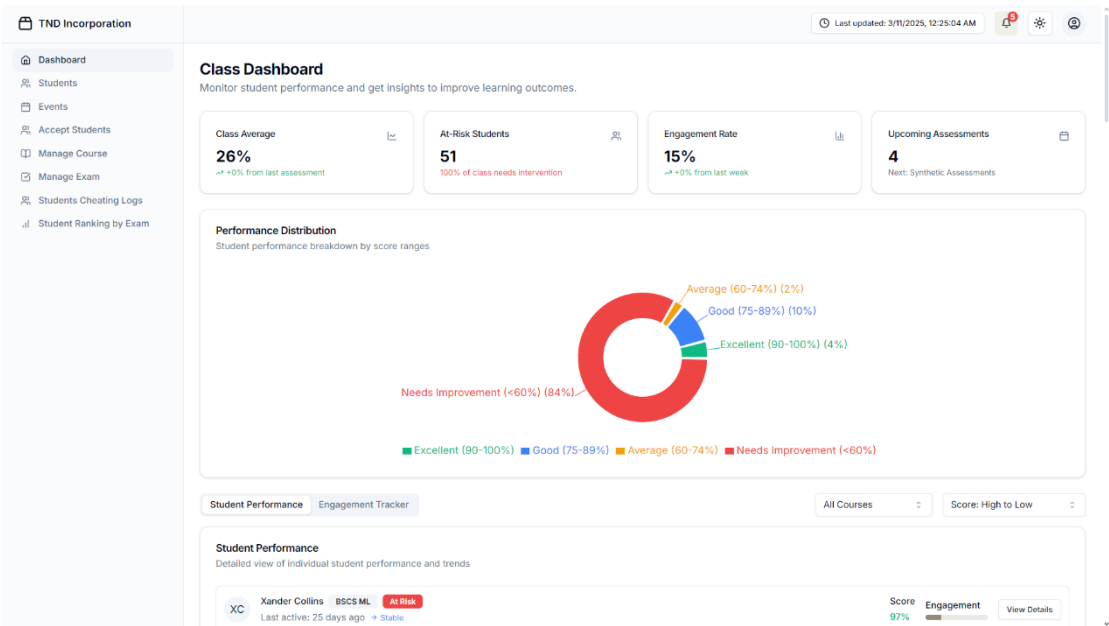 TND Incorporation
Last updated: 3/11/2025, 12:25:04 AM
5
Dashboard
Students
Events
Accept Students
Manage Course
Manage Exam
Students Cheating Logs
Student Ranking by Exam
Class Dashboard
Monitor student performance and get insights to improve learning outcomes.
Class Average
26%
+0% from last assessment
At-Risk Students
51
100% of class needs intervention
Engagement Rate
15%
+0% from last week
Upcoming Assessments
4
Next: Synthetic Assessments
Performance Distribution
Student performance breakdown by score ranges
Average (60-74%) (2%)
Good (75-89%) (10%)
Excellent (90-100%) (4%)
Needs Improvement (<60%) (84%)
Excellent (90-100%) Good (75-89%) Average (60-74%) Needs Improvement (<60%)
Student Performance Engagement Tracker
All Courses
Score: High to Low
Student Performance
Detailed view of individual student performance and trends
XC
Xander Collins BSCS ML At Risk
Last active: 25 days ago → Stable
Score
97%
Engagement
View Details